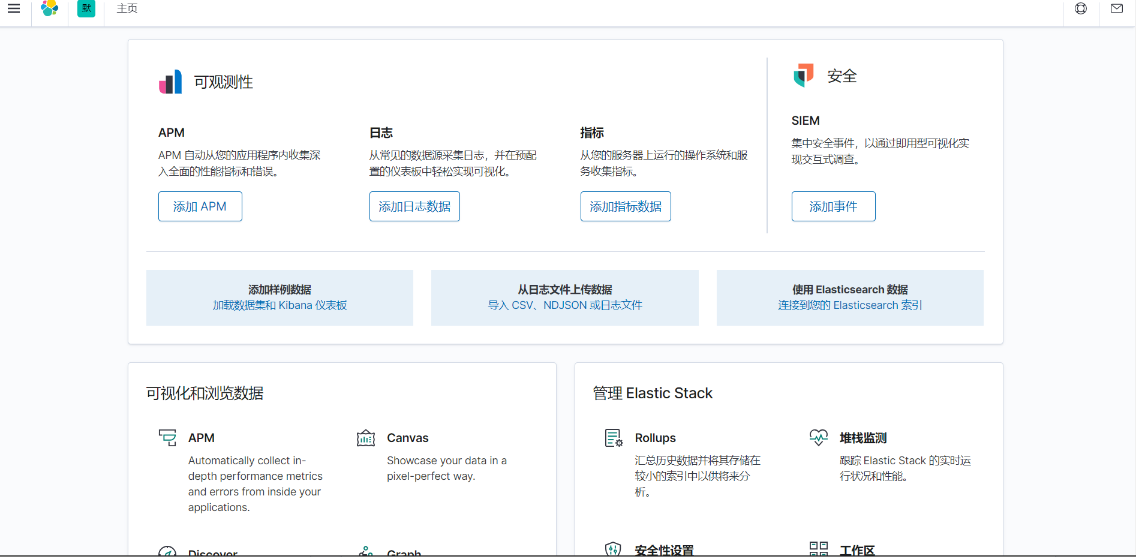 默 主页
可观测性
APM
APM 自动从您的应用程序内收集深
入全面的性能指标和错误。
添加 APM
日志
从常见的数据源采集日志，并在预配
置的仪表板中轻松实现可视化。
添加日志数据
指标
从您的服务器上运行的操作系统和服
务收集指标。
添加指标数据
安全
SIEM
集中安全事件，以通过即用型可视化实
现交互式调查。
添加事件
添加样例数据
加载数据集和 Kibana 仪表板
从日志文件上传数据
导入 CSV、NDJSON 或日志文件
使用 Elasticsearch 数据
连接到您的 Elasticsearch 索引
可视化和浏览数据
APM
Automatically collect in-
depth performance metrics
and errors from inside your
applications.
Canvas
Showcase your data in a
pixel-perfect way.
Discover
Graph
管理 Elastic Stack
Rollups
汇总历史数据并将其存储在
较小的索引中以供将来分
析。
堆栈监测
跟踪 Elastic Stack 的实时运
行状况和性能。
安全性设置
工作区